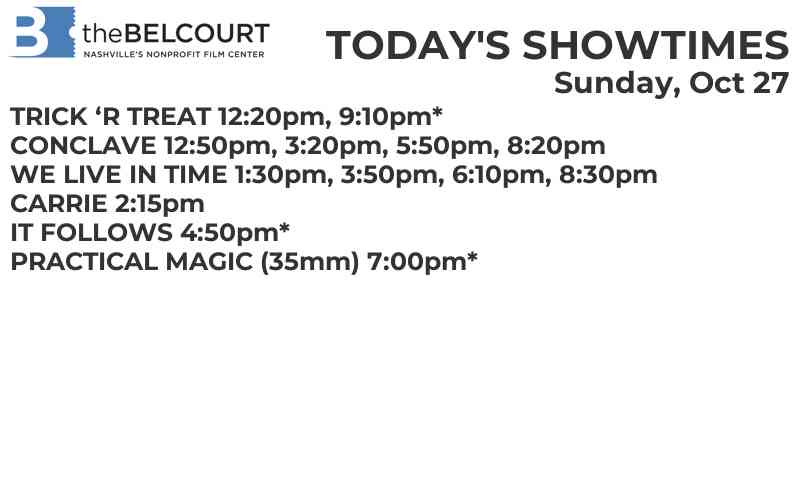 theBELCOURT
NASHVILLE'S NONPROFIT FILM CENTER
TODAY'S SHOWTIMES
Sunday, Oct 27
TRICK ‘R TREAT 12:20pm, 9:10pm*
CONCLAVE 12:50pm, 3:20pm, 5:50pm, 8:20pm
WE LIVE IN TIME 1:30pm, 3:50pm, 6:10pm, 8:30pm
CARRIE 2:15pm
IT FOLLOWS 4:50pm*
PRACTICAL MAGIC (35mm) 7:00pm*